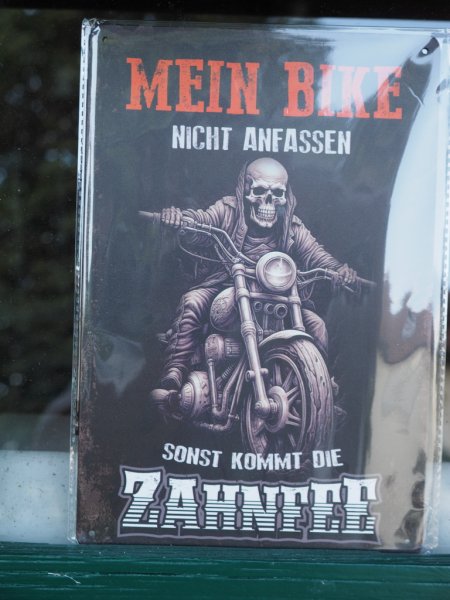 MEIN BIKE
NICHT ANFASSEN
SONST KOMMT DIE
ZAHNFEE